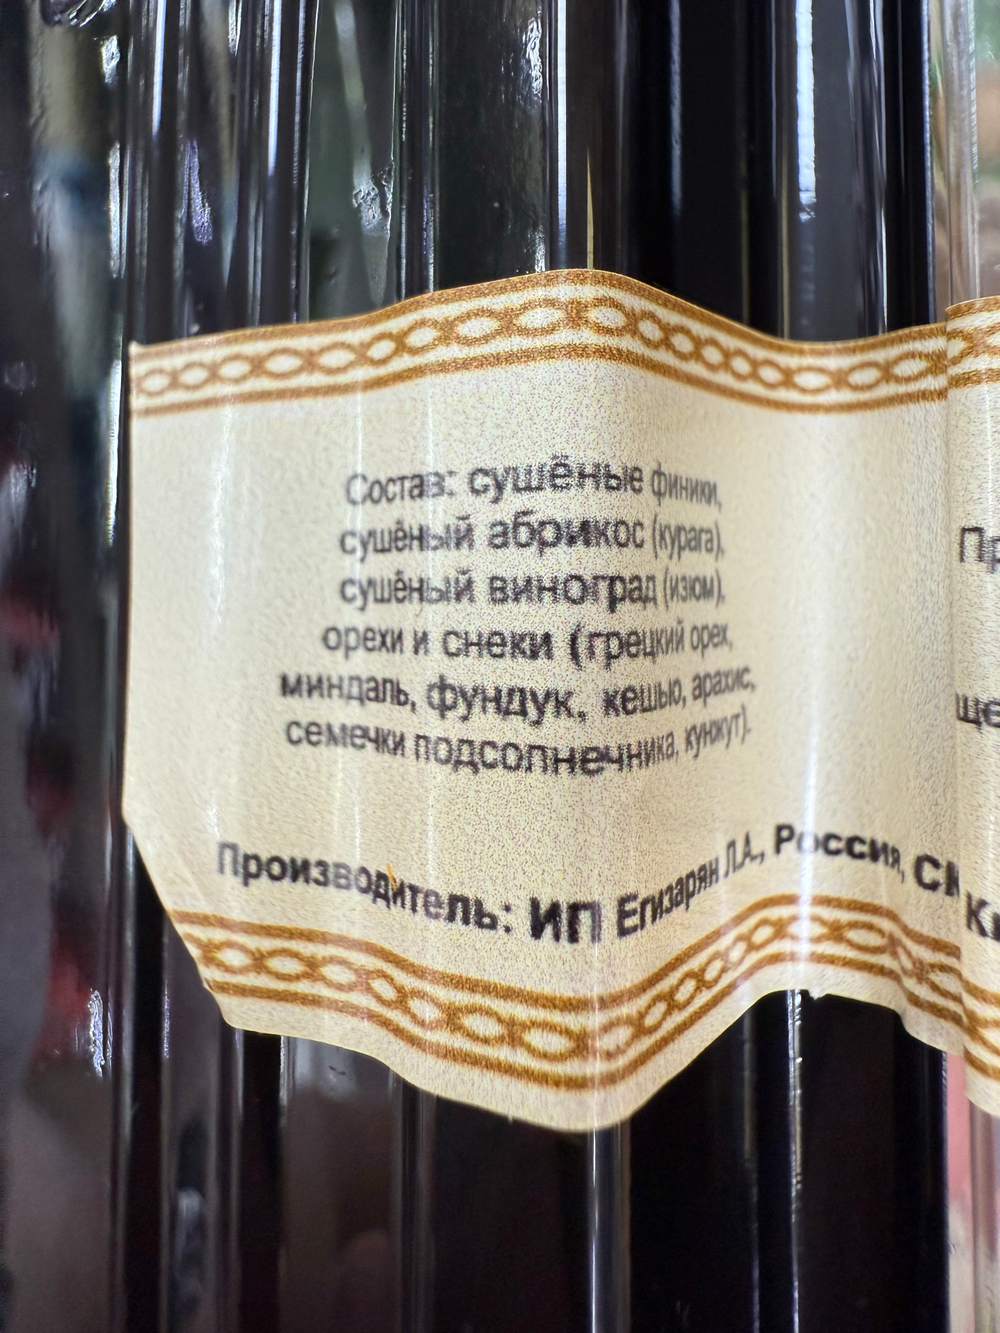 Состав: сушёные финики,
сушёный абрикос (курага),
сушёный виноград (изюм),
орехи и снеки (грецкий орех,
миндаль, фундук, кешью, арахис,
семечки подсолнечника, кунжут).
Производитель: ИП Егизарян Л.А., Россия,